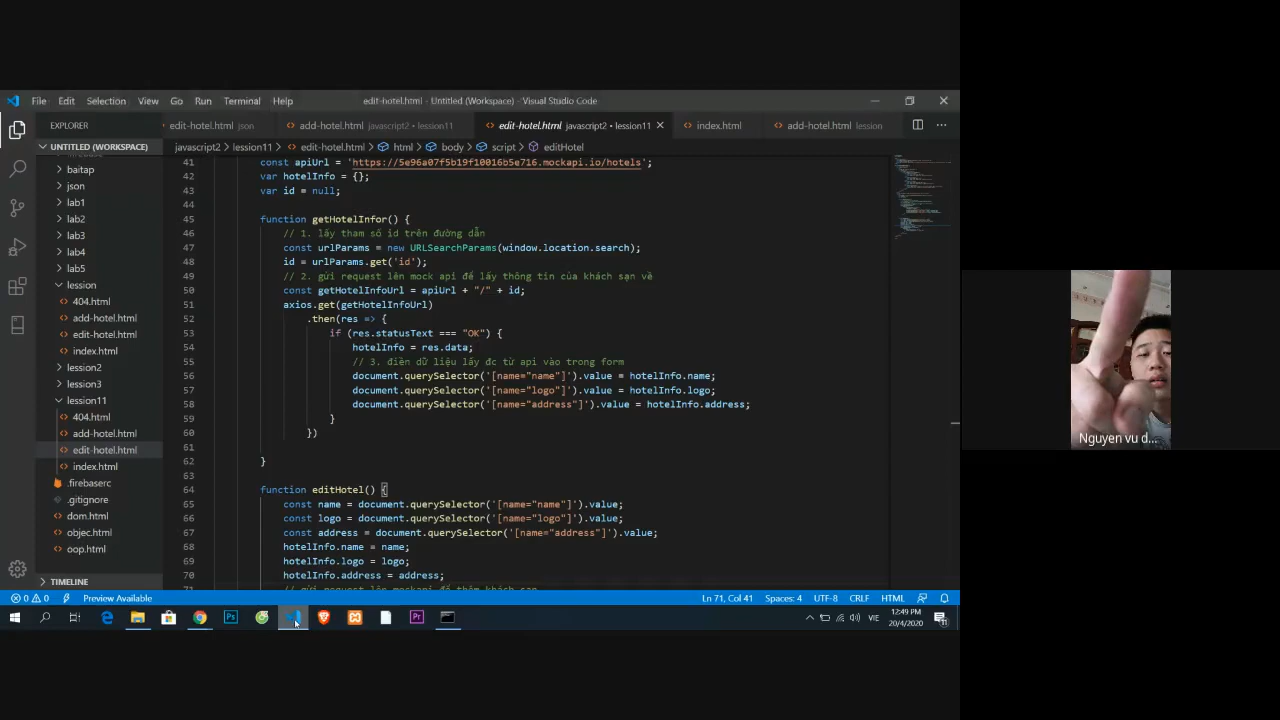 File Edit Selection View Go Run Terminal Help edit-hotel.html - Untitled (Workspace) - Visual Studio Code
EXPLORER
edit-hotel.html json
add-hotel.html javascript2 • lession11
edit-hotel.html javascript2 • lession11
index.html
add-hotel.html lession
UNTITLED (WORKSPACE)
javascript2 > lession11 > edit-hotel.html > html > body > script > editHotel
baitap
json
lab1
lab2
lab3
lab4
lab5
lession
404.html
add-hotel.html
edit-hotel.html
index.html
lession2
lession3
lession11
404.html
add-hotel.html
edit-hotel.html
index.html
.firebaserc
.gitignore
dom.html
objec.html
oop.html
TIMELINE
41 const apiUrl = 'https://5e96a07f5b19f10016b5e716.mockapi.io/hotels';
42 var hotelInfo = {};
43 var id = null;
44
45 function getHotelInfor() {
46 // 1. lấy tham số id trên đường dẫn
47 const urlParams = new URLSearchParams(window.location.search);
48 id = urlParams.get('id');
49 // 2. gửi request lên mock api để lấy thông tin của khách sạn về
50 const getHotelInfoUrl = apiUrl + "/" + id;
51 axios.get(getHotelInfoUrl)
52 .then(res => {
53 if (res.statusText === "OK") {
54 hotelInfo = res.data;
55 // 3. điền dữ liệu lấy đc từ api vào trong form
56 document.querySelector('[name="name"]').value = hotelInfo.name;
57 document.querySelector('[name="logo"]').value = hotelInfo.logo;
58 document.querySelector('[name="address"]').value = hotelInfo.address;
59 }
60 })
61
62 }
63
64 function editHotel() {
65 const name = document.querySelector('[name="name"]').value;
66 const logo = document.querySelector('[name="logo"]').value;
67 const address = document.querySelector('[name="address"]').value;
68 hotelInfo.name = name;
69 hotelInfo.logo = logo;
70 hotelInfo.address = address;
71 // gửi request lên mockapi để thêm khách sạn
0 0 Preview Available
Ln 71, Col 41 Spaces: 4 UTF-8 CRLF HTML
VIE
12:49 PM
20/4/2020
Nguyen vu d...